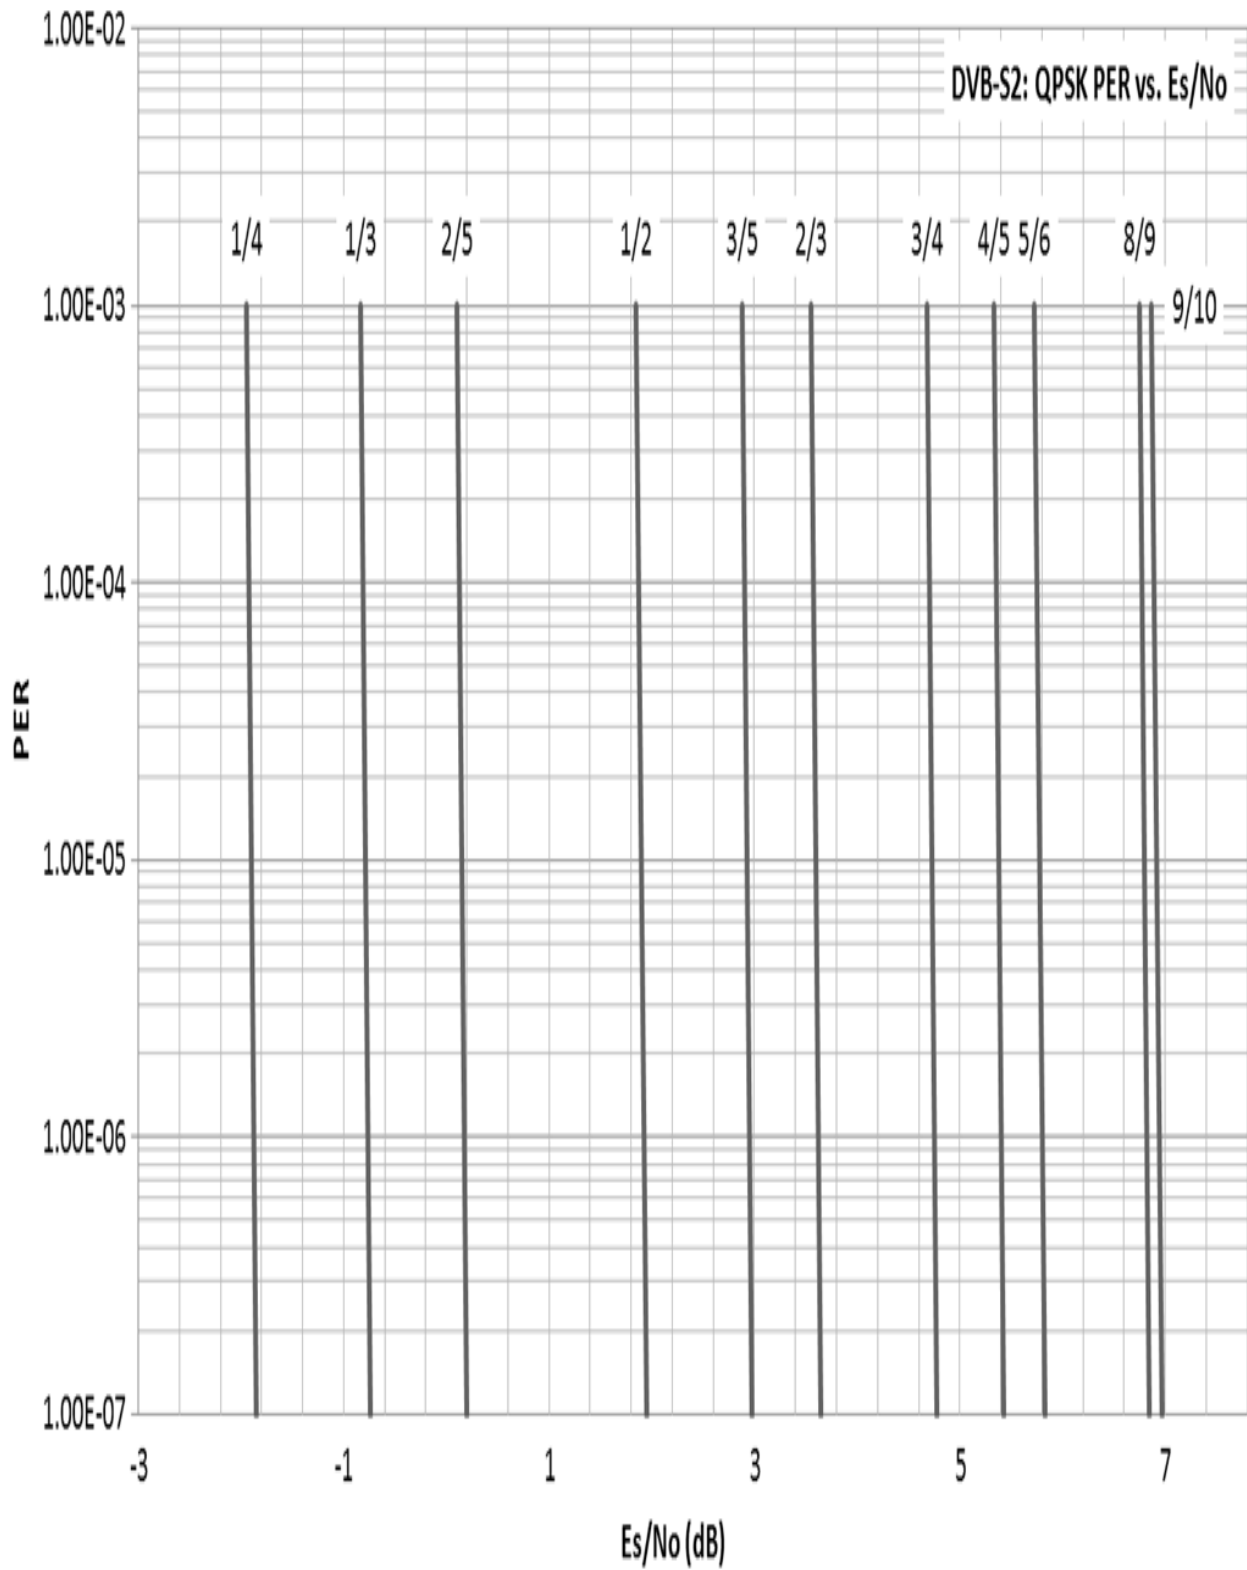 1.00E-02
DVB-S2: QPSK PER vs. Es/No
1/4 1/3 2/5 1/2 3/5 2/3 3/4 4/5 5/6 8/9
1.00E-03
9/10
1.00E-04
PER
1.00E-05
1.00E-06
1.00E-07
-3 -1 1 3 5 7
Es/No (dB)